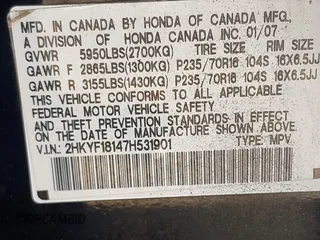 MFD. IN CANADA BY HONDA OF CANADA MFG.,
A DIVISION OF HONDA CANADA INC. 01/07
GVWR 5950LBS(2700KG) TIRE SIZE RIM SIZE
GAWR F 2865LBS(1300KG) P235/70R16 104S 16X6.5JJ
GAWR R 3155LBS(1430KG) P235/70R16 104S 16X6.5JJ
THIS VEHICLE CONFORMS TO ALL APPLICABLE
FEDERAL MOTOR VEHICLE SAFETY
AND THEFT PREVENTION STANDARDS IN EFFECT
ON THE DATE OF MANUFACTURE SHOWN ABOVE.
V.I.N.: 2HKYF18147H531901 TYPE: MPV